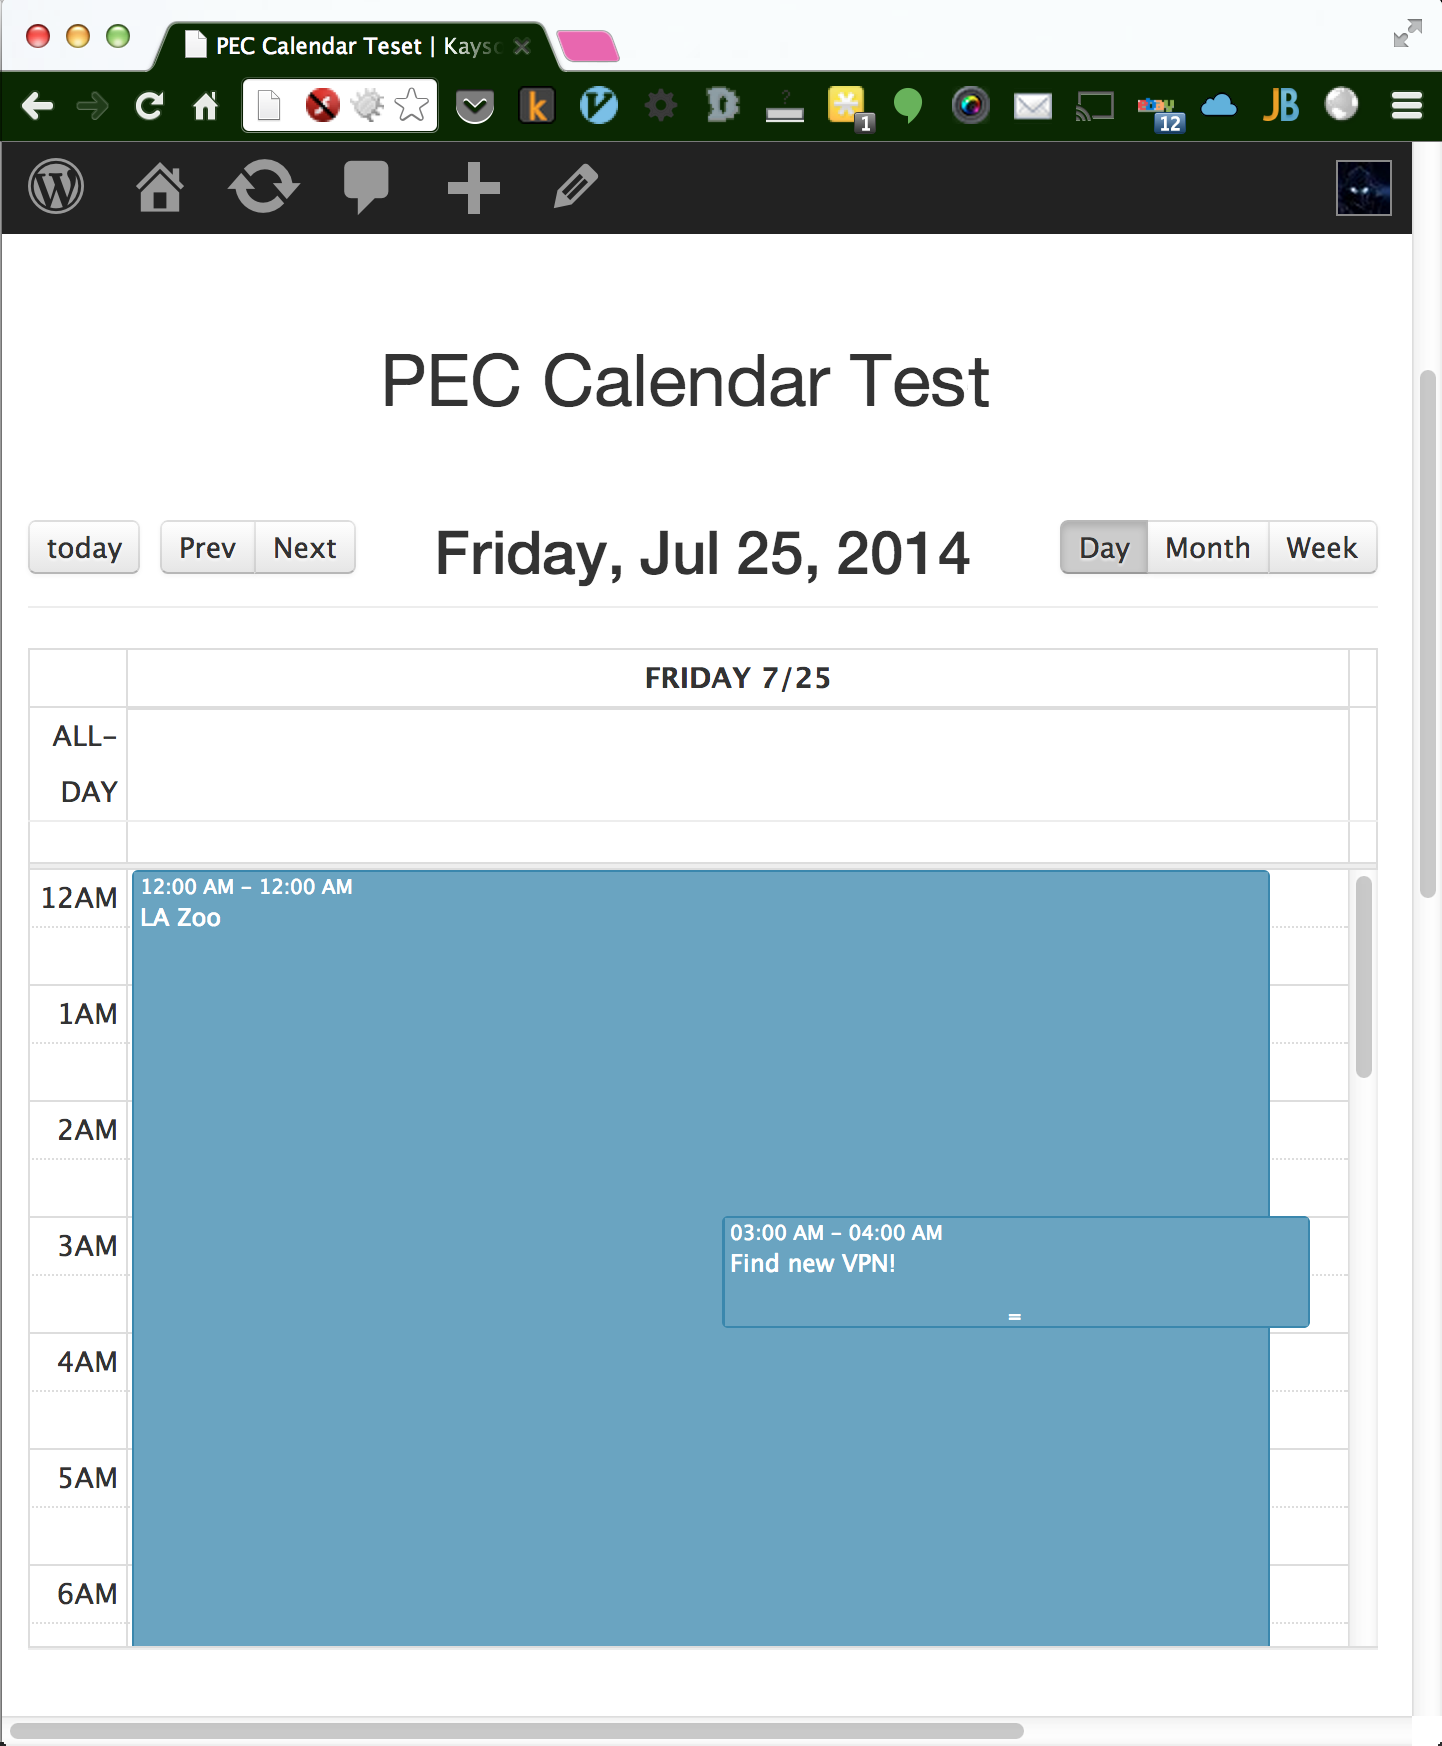 PEC Calendar Teset | Kaysc
k
?
1
ebay
12
JB
PEC Calendar Test
today Prev Next Friday, Jul 25, 2014 Day Month Week
FRIDAY 7/25
ALL-
DAY
12AM
12:00 AM - 12:00 AM
LA Zoo
1AM
2AM
3AM
03:00 AM - 04:00 AM
Find new VPN!
=
4AM
5AM
6AM